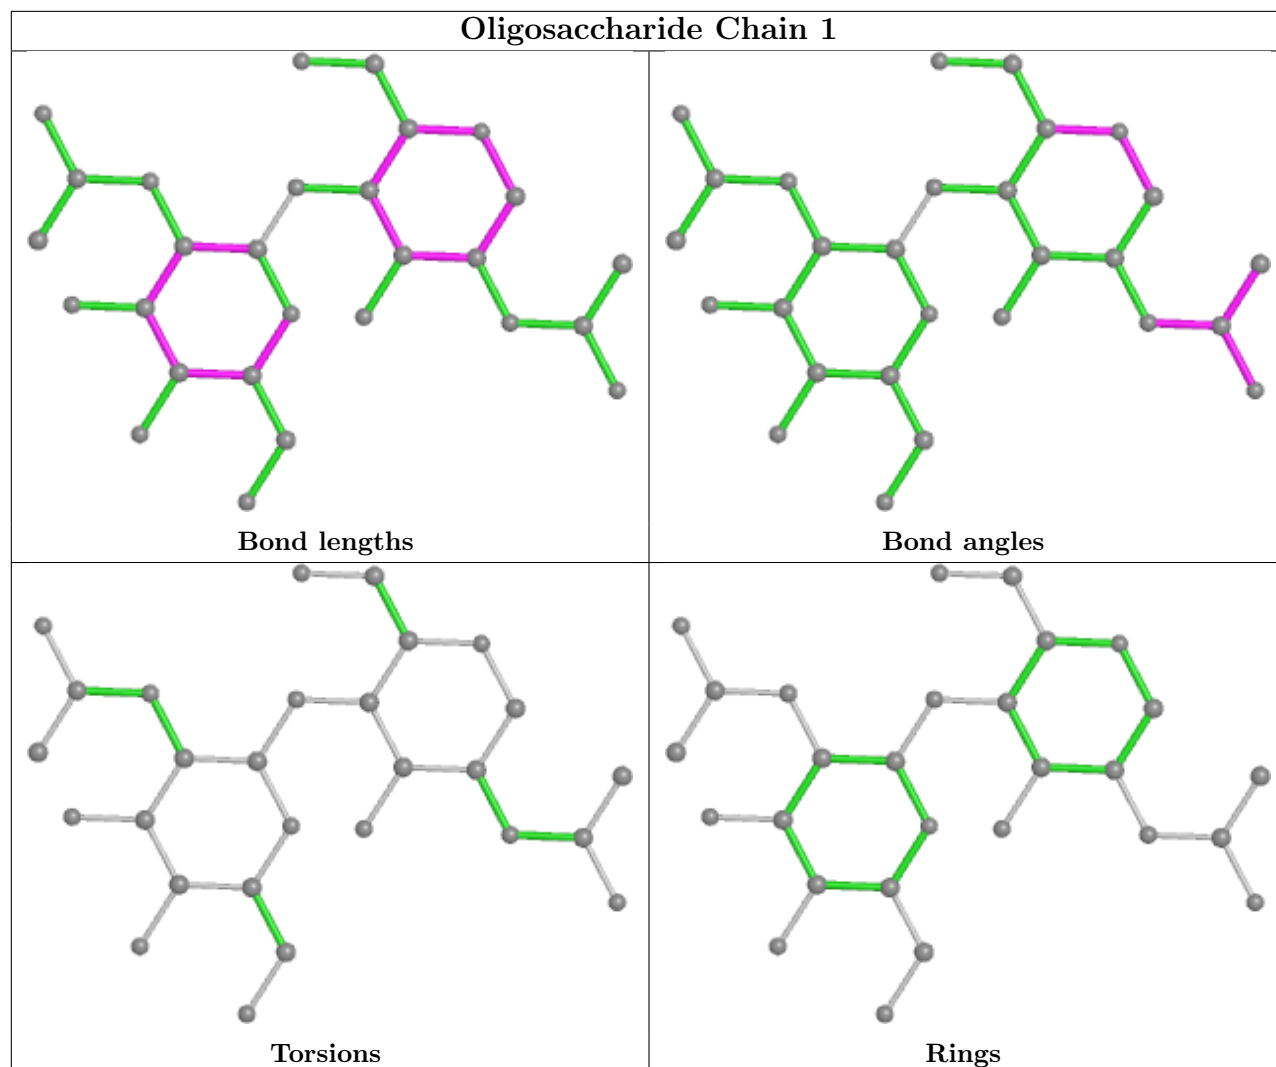 Oligosaccharide Chain 1
Bond lengths
Bond angles
Torsions
Rings